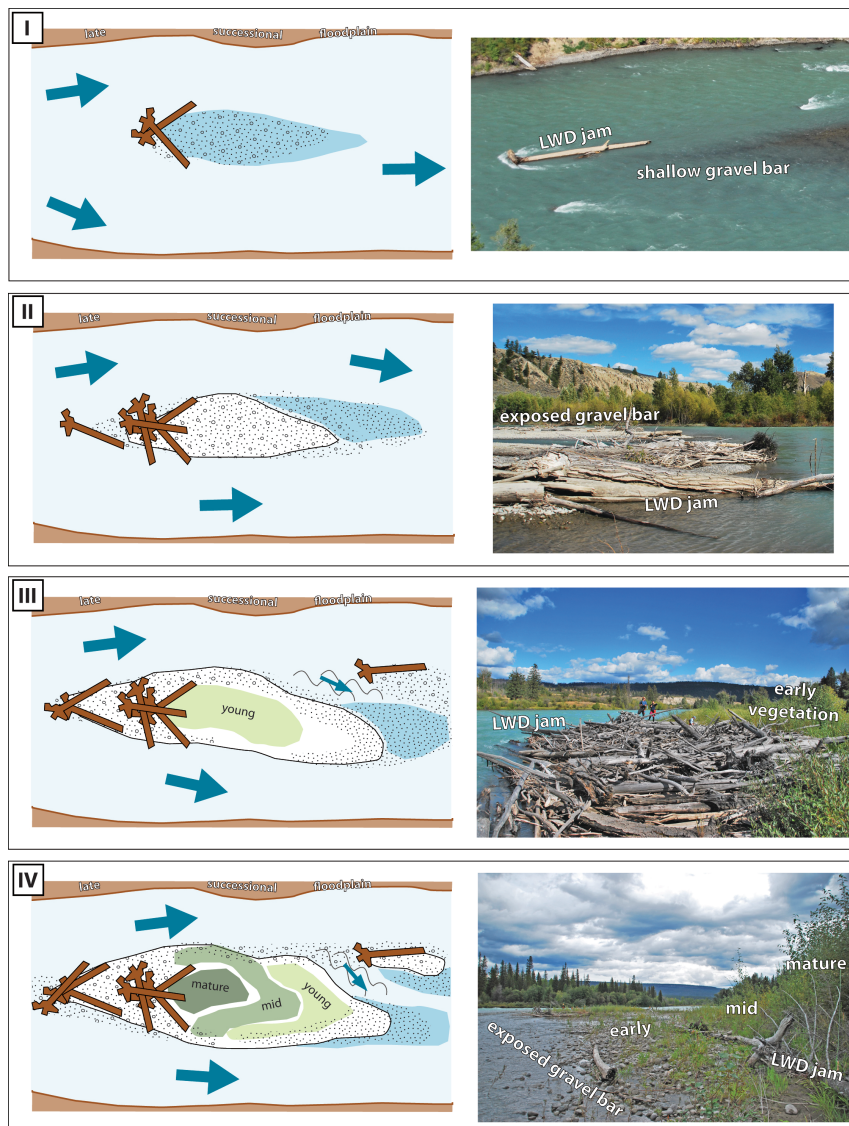 I
late successional floodplain
LWD jam
shallow gravel bar
II
late successional floodplain
exposed gravel bar
LWD jam
III
late successional floodplain
young
LWD jam
early
vegetation
IV
late successional floodplain
mature
mid
young
mature
mid
early
LWD jam
exposed gravel bar